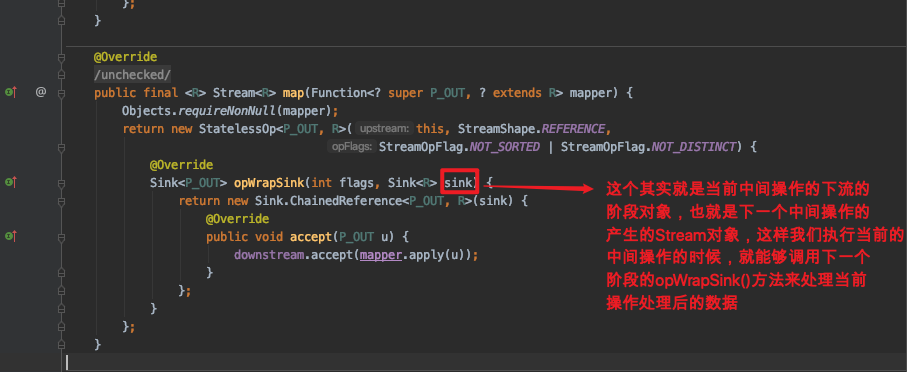 };
}
@Override
/unchecked/
@
public final <R> Stream<R> map(Function<? super P_OUT, ? extends R> mapper) {
Objects.requireNonNull(mapper);
return new StatelessOp<P_OUT, R>( upstream: this, StreamShape.REFERENCE,
opFlags: StreamOpFlag.NOT_SORTED | StreamOpFlag.NOT_DISTINCT) {
@Override
Sink<P_OUT> opWrapSink(int flags, Sink<R> sink) {
return new Sink.ChainedReference<P_OUT, R>(sink) {
@Override
public void accept(P_OUT u) {
downstream.accept(mapper.apply(u));
}
};
}
};
}
这个其实就是当前中间操作的下流的
阶段对象，也就是下一个中间操作的
产生的Stream对象，这样我们执行当前的
中间操作的时候，就能够调用下一个
阶段的opWrapSink()方法来处理当前
操作处理后的数据